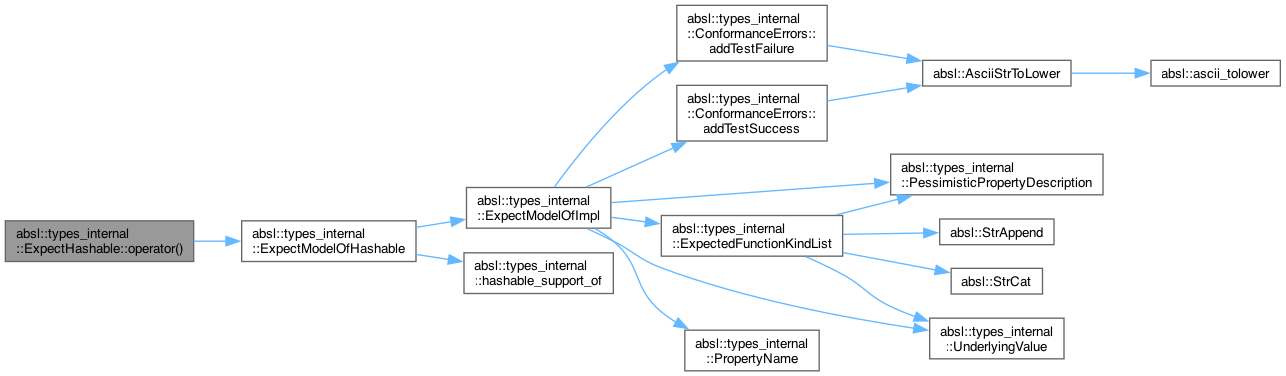 absl::types_internal
::ExpectHashable::operator()
absl::types_internal
::ExpectModelOfHashable
absl::types_internal
::ExpectModelOfImpl
absl::types_internal
::hashable_support_of
absl::types_internal
::ConformanceErrors::
addTestFailure
absl::types_internal
::ConformanceErrors::
addTestSuccess
absl::types_internal
::ExpectedFunctionKindList
absl::types_internal
::PropertyName
absl::AsciiStrToLower
absl::ascii_tolower
absl::types_internal
::PessimisticPropertyDescription
absl::StrAppend
absl::StrCat
absl::types_internal
::UnderlyingValue